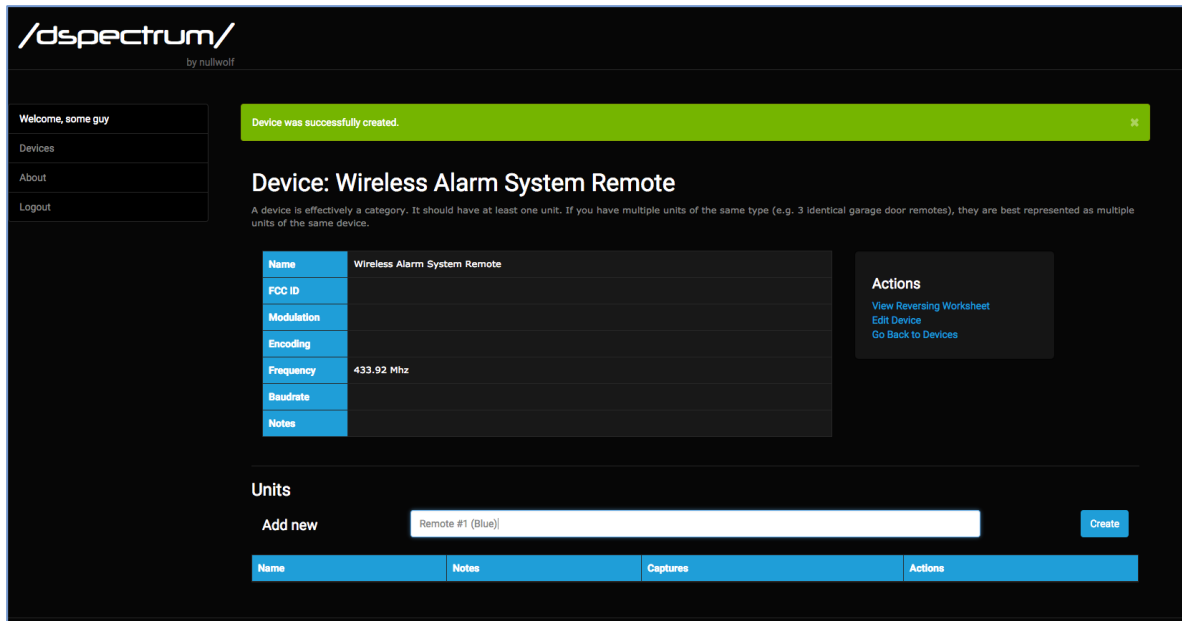 /dspectrum/
by nullwolf
Welcome, some guy
Devices
About
Logout
Device was successfully created.
×
Device: Wireless Alarm System Remote
A device is effectively a category. It should have at least one unit. If you have multiple units of the same type (e.g. 3 identical garage door remotes), they are best represented as multiple
units of the same device.
Name Wireless Alarm System Remote
FCC ID
Modulation
Encoding
Frequency 433.92 Mhz
Baudrate
Notes
Actions
View Reversing Worksheet
Edit Device
Go Back to Devices
Units
Add new Remote #1 (Blue) Create
Name Notes Captures Actions